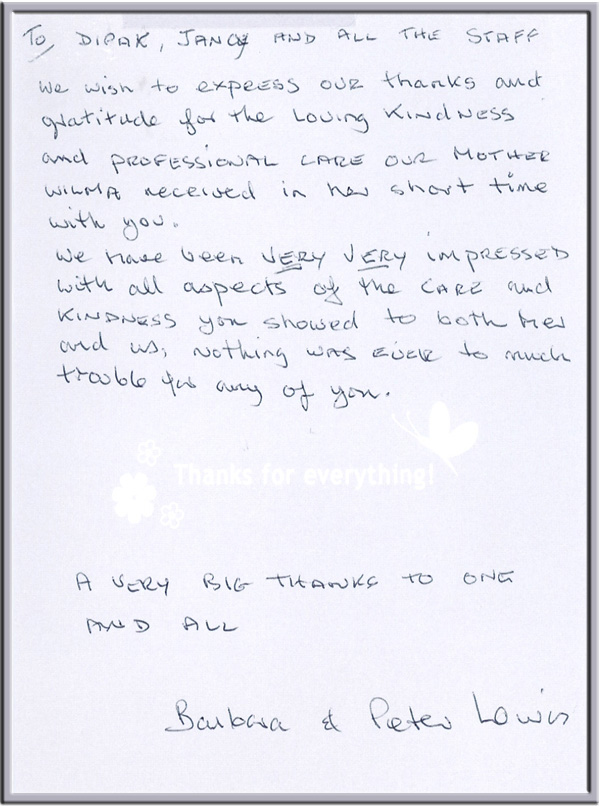 To DIPAK, JANCY AND ALL THE STAFF
We wish to express our thanks and
gratitude for the Loving KINDNESS
and PROFESSIONAL CARE OUR MOTHER
WILMA received in her short time
with you.
We have been VERY VERY IMPRESSED
with all aspects of the CARE and
KINDNESS you showed to both her
and us; nothing was EVER to much
trouble for any of you.
Thanks for everything!
A VERY BIG THANKS TO ONE
AND ALL
Barbara & Peter